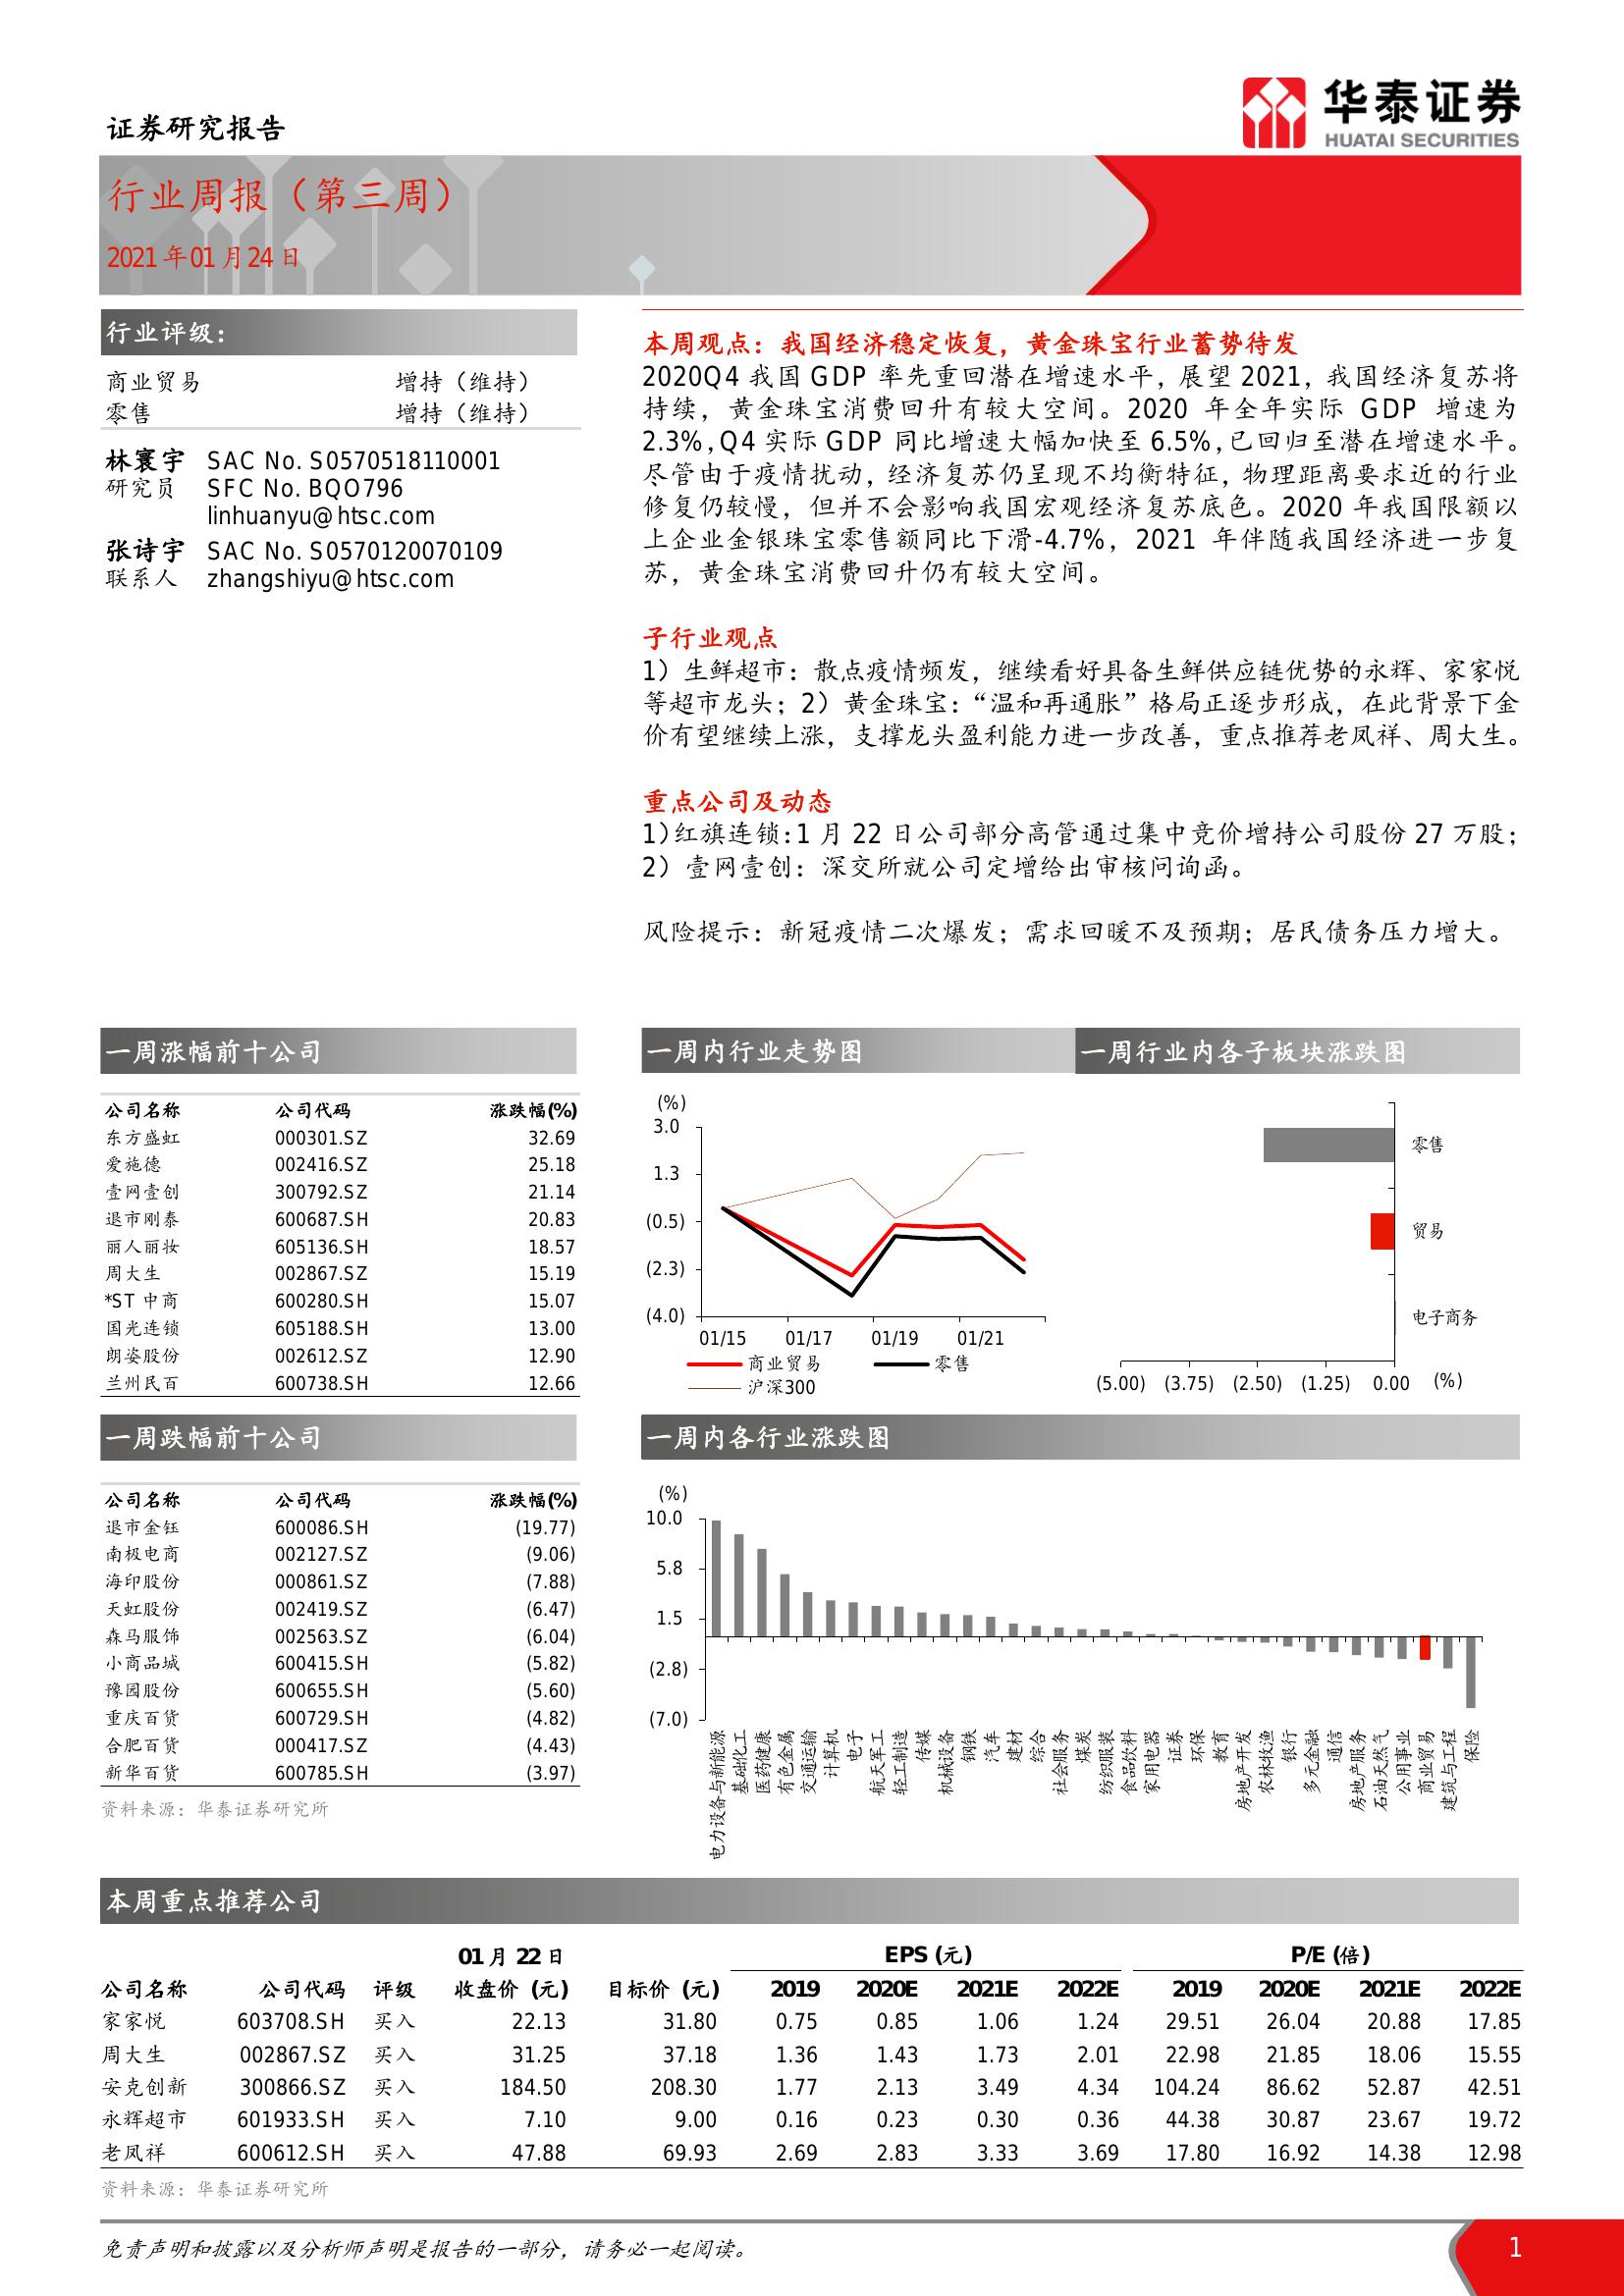 证券研究报告
华泰证券
HUATAI SECURITIES
行业周报（第三周）
2021年01月24日
行业评级：
商业贸易 增持（维持）
零售 增持（维持）
林寰宇 SAC No. S0570518110001
研究员 SFC No. BQO796
linhuanyu@htsc.com
张诗宇 SAC No. S0570120070109
联系人 zhangshiyu@htsc.com
本周观点：我国经济稳定恢复，黄金珠宝行业蓄势待发
2020Q4 我国 GDP 率先重回潜在增速水平，展望 2021，我国经济复苏将
持续，黄金珠宝消费回升有较大空间。2020 年全年实际 GDP 增速为
2.3%，Q4 实际 GDP 同比增速大幅加快至 6.5%，已回归至潜在增速水平。
尽管由于疫情扰动，经济复苏仍呈现不均衡特征，物理距离要求近的行业
修复仍较慢，但并不会影响我国宏观经济复苏底色。2020 年我国限额以
上企业金银珠宝零售额同比下滑-4.7%，2021 年伴随我国经济进一步复
苏，黄金珠宝消费回升仍有较大空间。
子行业观点
1）生鲜超市：散点疫情频发，继续看好具备生鲜供应链优势的永辉、家家悦
等超市龙头；2）黄金珠宝：“温和再通胀”格局正逐步形成，在此背景下金
价有望继续上涨，支撑龙头盈利能力进一步改善，重点推荐老凤祥、周大生。
重点公司及动态
1）红旗连锁：1 月 22 日公司部分高管通过集中竞价增持公司股份 27 万股；
2）壹网壹创：深交所就公司定增给出审核问询函。
风险提示：新冠疫情二次爆发；需求回暖不及预期；居民债务压力增大。
一周涨幅前十公司
公司名称 公司代码 涨跌幅(%)
东方盛虹 000301.SZ 32.69
爱施德 002416.SZ 25.18
壹网壹创 300792.SZ 21.14
退市刚泰 600687.SH 20.83
丽人丽妆 605136.SH 18.57
周大生 002867.SZ 15.19
*ST 中商 600280.SH 15.07
国光连锁 605188.SH 13.00
朗姿股份 002612.SZ 12.90
兰州民百 600738.SH 12.66
一周内行业走势图
(%)
3.0
1.3
(0.5)
(2.3)
(4.0)
01/15 01/17 01/19 01/21
商业贸易 零售
沪深300
一周行业内各子板块涨跌图
零售
贸易
电子商务
(5.00) (3.75) (2.50) (1.25) 0.00 (%)
一周跌幅前十公司
公司名称 公司代码 涨跌幅(%)
退市金钰 600086.SH (19.77)
南极电商 002127.SZ (9.06)
海印股份 000861.SZ (7.88)
天虹股份 002419.SZ (6.47)
森马服饰 002563.SZ (6.04)
小商品城 600415.SH (5.82)
豫园股份 600655.SH (5.60)
重庆百货 600729.SH (4.82)
合肥百货 000417.SZ (4.43)
新华百货 600785.SH (3.97)
资料来源：华泰证券研究所
一周内各行业涨跌图
(%)
10.0
5.8
1.5
(2.8)
(7.0)
电力设备与新能源
基础化工
医药健康
有色金属
交通运输
计算机
电子
航天军工
轻工制造
传媒
机械设备
钢铁
汽车
建材
综合
社会服务
煤炭
纺织服装
食品饮料
家用电器
证券
环保
教育
房地产开发
农林牧渔
银行
多元金融
通信
房地产服务
石油天然气
公用事业
商业贸易
建筑与工程
保险
本周重点推荐公司
01 月 22 日 EPS (元) P/E (倍)
公司名称 公司代码 评级 收盘价 (元) 目标价 (元) 2019 2020E 2021E 2022E 2019 2020E 2021E 2022E
家家悦 603708.SH 买入 22.13 31.80 0.75 0.85 1.06 1.24 29.51 26.04 20.88 17.85
周大生 002867.SZ 买入 31.25 37.18 1.36 1.43 1.73 2.01 22.98 21.85 18.06 15.55
安克创新 300866.SZ 买入 184.50 208.30 1.77 2.13 3.49 4.34 104.24 86.62 52.87 42.51
永辉超市 601933.SH 买入 7.10 9.00 0.16 0.23 0.30 0.36 44.38 30.87 23.67 19.72
老凤祥 600612.SH 买入 47.88 69.93 2.69 2.83 3.33 3.69 17.80 16.92 14.38 12.98
资料来源：华泰证券研究所
免责声明和披露以及分析师声明是报告的一部分，请务必一起阅读。 1